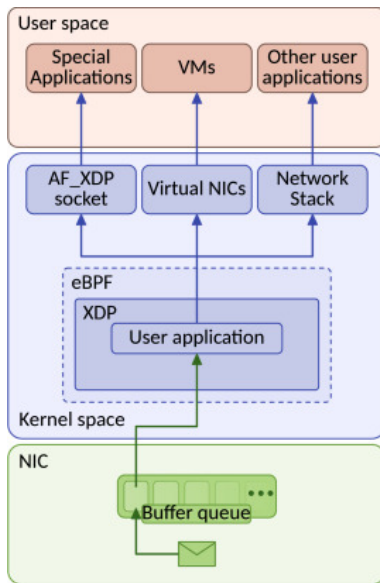 User space
Special
Applications
VMs
Other user
applications
AF_XDP
socket
Virtual NICs
Network
Stack
eBPF
XDP
User application
Kernel space
NIC
Buffer queue